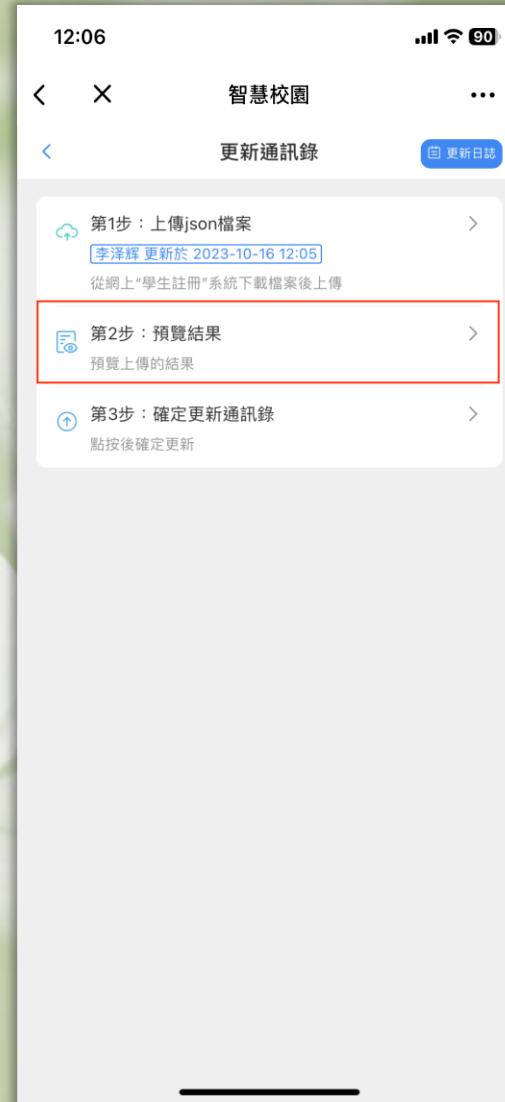 12:06
90
智慧校園
更新通訊錄
更新日誌
第1步：上傳json檔案
李泽辉 更新於 2023-10-16 12:05
從網上“學生註冊”系統下載檔案後上傳
第2步：預覽結果
預覽上傳的結果
第3步：確定更新通訊錄
點按後確定更新